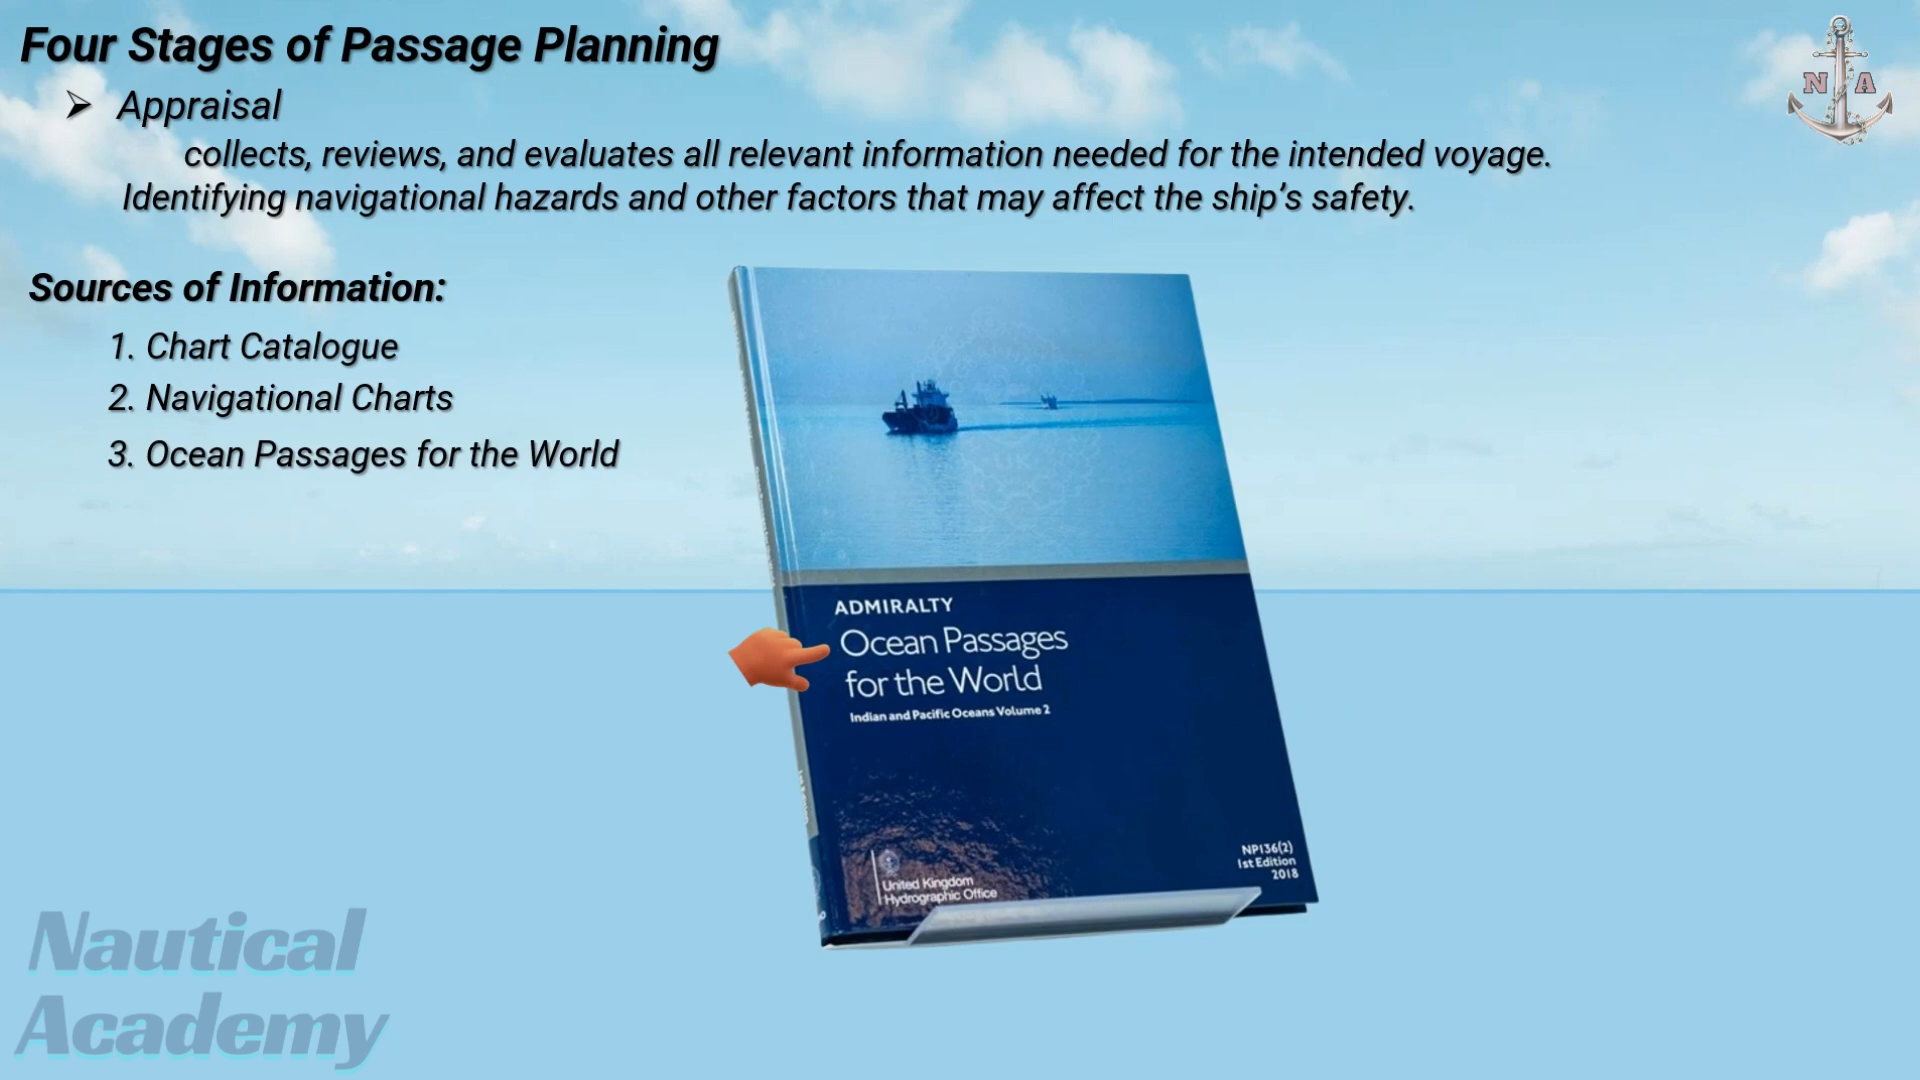 Four Stages of Passage Planning
➢ Appraisal
collects, reviews, and evaluates all relevant information needed for the intended voyage.
Identifying navigational hazards and other factors that may affect the ship’s safety.
N A
Sources of Information:
1. Chart Catalogue
2. Navigational Charts
3. Ocean Passages for the World
ADMIRALTY
Ocean Passages
for the World
Indian and Pacific Oceans Volume 2
NP136(2)
1st Edition
2018
United Kingdom
Hydrographic Office
Nautical
Academy